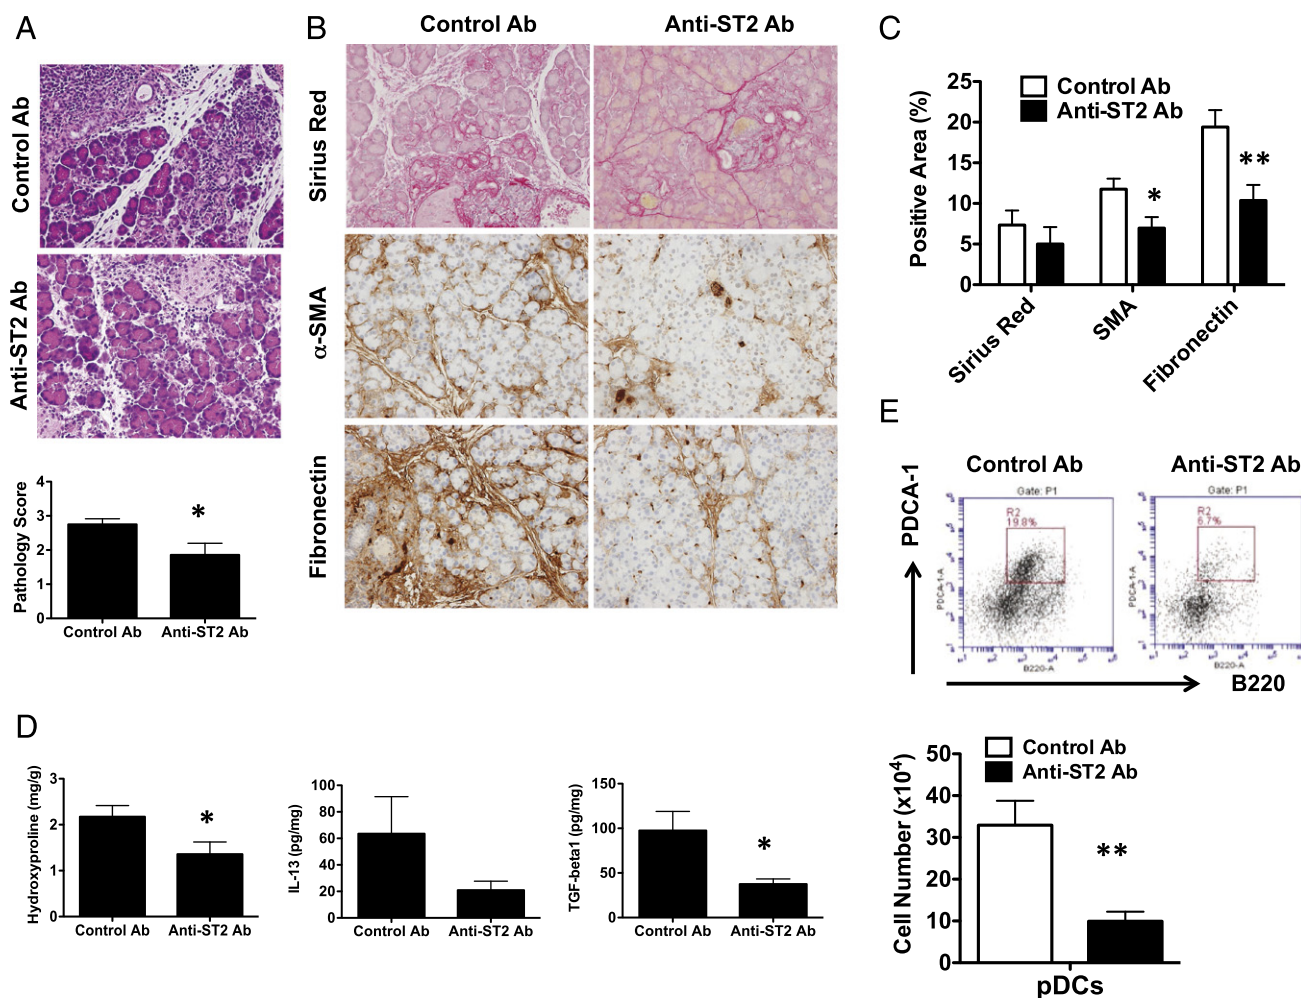 A
Control Ab
Anti-ST2 Ab
Pathology Score
4
3
2
1
0
*
Control Ab
Anti-ST2 Ab
B
Control Ab
Anti-ST2 Ab
Sirius Red
α-SMA
Fibronectin
C
Positive Area (%)
25
20
15
10
5
0
Control Ab
Anti-ST2 Ab
*
**
Sirius Red
SMA
Fibronectin
E
Control Ab
Anti-ST2 Ab
PDCA-1
Gate: P1
R2
19.8%
PDCA-1-A
B220-A
Gate: P1
R2
6.7%
PDCA-1-A
B220-A
B220
Cell Number (x10⁴)
50
40
30
20
10
0
Control Ab
Anti-ST2 Ab
**
pDCs
D
Hydroxyproline (mg/g)
3
2
1
0
*
Control Ab
Anti-ST2 Ab
IL-13 (pg/mg)
100
80
60
40
20
0
Control Ab
Anti-ST2 Ab
TGF-beta1 (pg/mg)
150
100
50
0
*
Control Ab
Anti-ST2 Ab